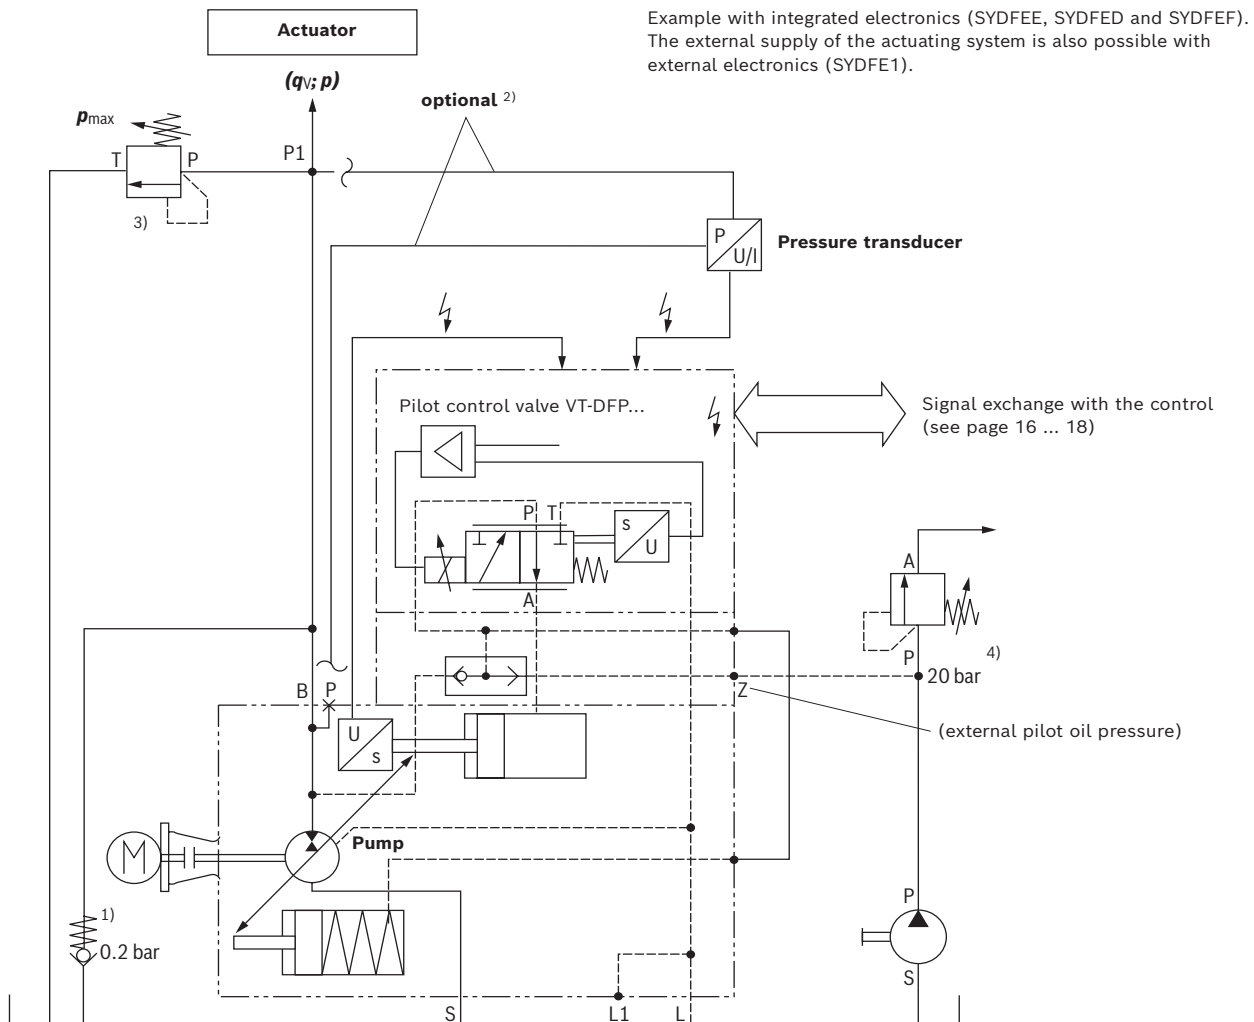 Actuator
Example with integrated electronics (SYDFEE, SYDFED and SYDFEF).
The external supply of the actuating system is also possible with
external electronics (SYDFE1).
(qV; p)
optional 2)
pmax
T
P
P1
3)
P
U/I
Pressure transducer
Pilot control valve VT-DFP...
Signal exchange with the control
(see page 16 ... 18)
P T
s
U
A
A
P
4)
20 bar
B P
Z
U
s
(external pilot oil pressure)
M
Pump
1)
0.2 bar
P
S
S
L1
L